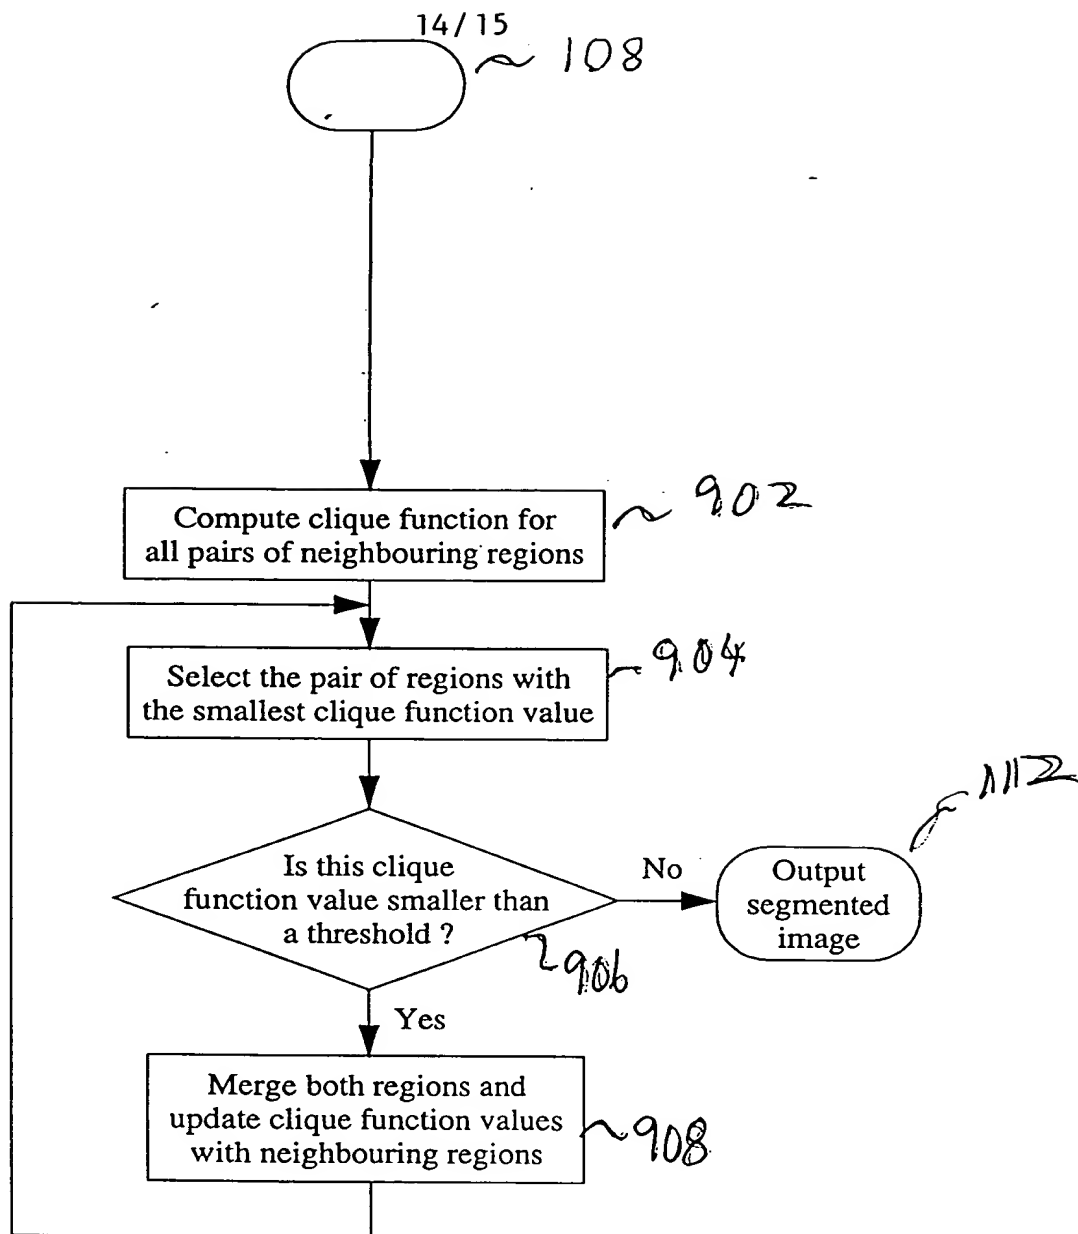 14/15
108
Compute clique function for
all pairs of neighbouring regions
902
Select the pair of regions with
the smallest clique function value
904
Is this clique
function value smaller than
a threshold ?
906
No
Output
segmented
image
Yes
Merge both regions and
update clique function values
with neighbouring regions
908